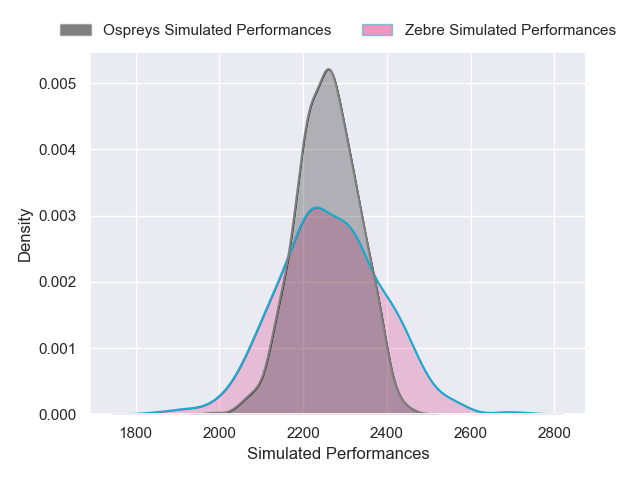 Ospreys Simulated Performances Zebre Simulated Performances
0.005
0.004
0.003
0.002
0.001
0.000
1800 2000 2200 2400 2600 2800
Density
Simulated Performances